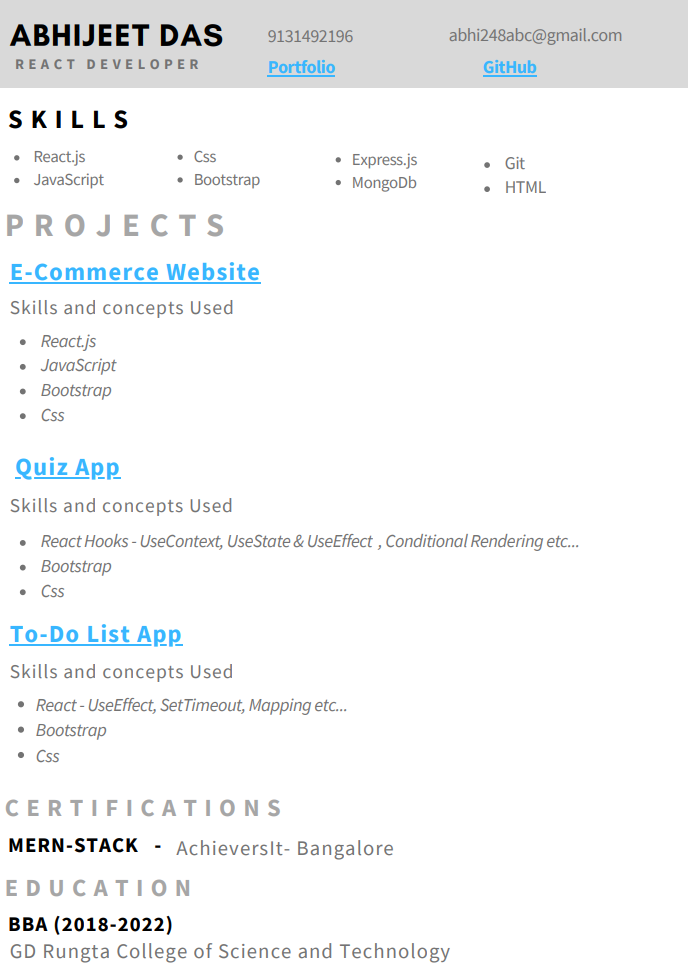 ABHIJEET DAS
REACT DEVELOPER
9131492196
abhi248abc@gmail.com
Portfolio
GitHub
SKILLS
• React.js
• JavaScript
• Css
• Bootstrap
• Express.js
• MongoDb
• Git
• HTML
PROJECTS
E-Commerce Website
Skills and concepts Used
• React.js
• JavaScript
• Bootstrap
• Css
Quiz App
Skills and concepts Used
• React Hooks - UseContext, UseState & UseEffect , Conditional Rendering etc...
• Bootstrap
• Css
To-Do List App
Skills and concepts Used
• React - UseEffect, SetTimeout, Mapping etc...
• Bootstrap
• Css
CERTIFICATIONS
MERN-STACK - AchieversIt- Bangalore
EDUCATION
BBA (2018-2022)
GD Rungta College of Science and Technology